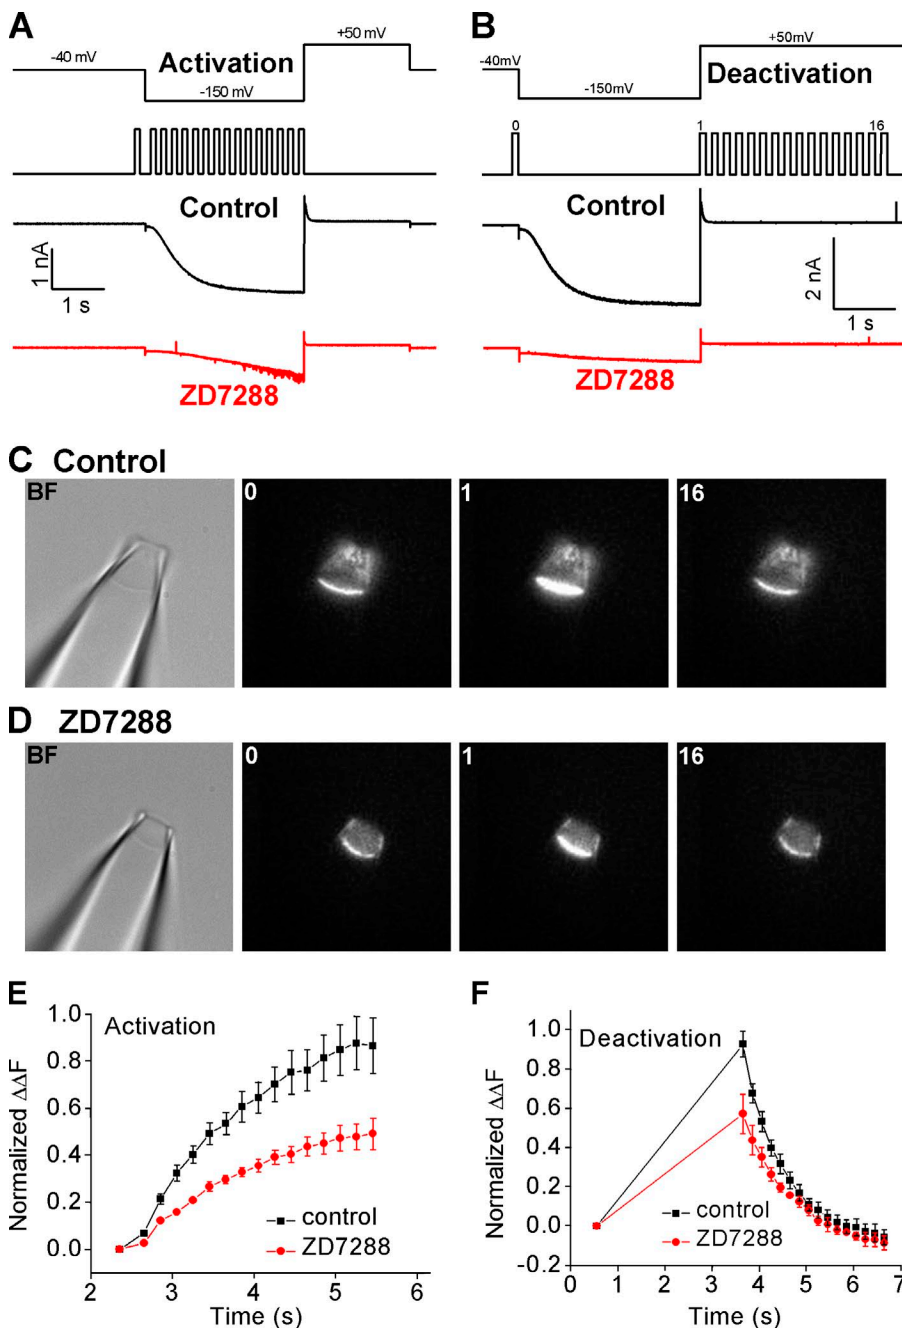 A
-40 mV
Activation
+50 mV
-150 mV
Control
1 nA
1 s
ZD7288
B
-40mV
+50mV
Deactivation
-150mV
0
1
16
Control
2 nA
1 s
ZD7288
C Control
BF
0
1
16
D ZD7288
BF
0
1
16
E
Activation
Normalized ΔΔF
1.0
0.8
0.6
0.4
0.2
0.0
control
ZD7288
2
3
4
5
6
Time (s)
F
Deactivation
Normalized ΔΔF
1.0
0.8
0.6
0.4
0.2
0.0
-0.2
control
ZD7288
0
1
2
3
4
5
6
7
Time (s)